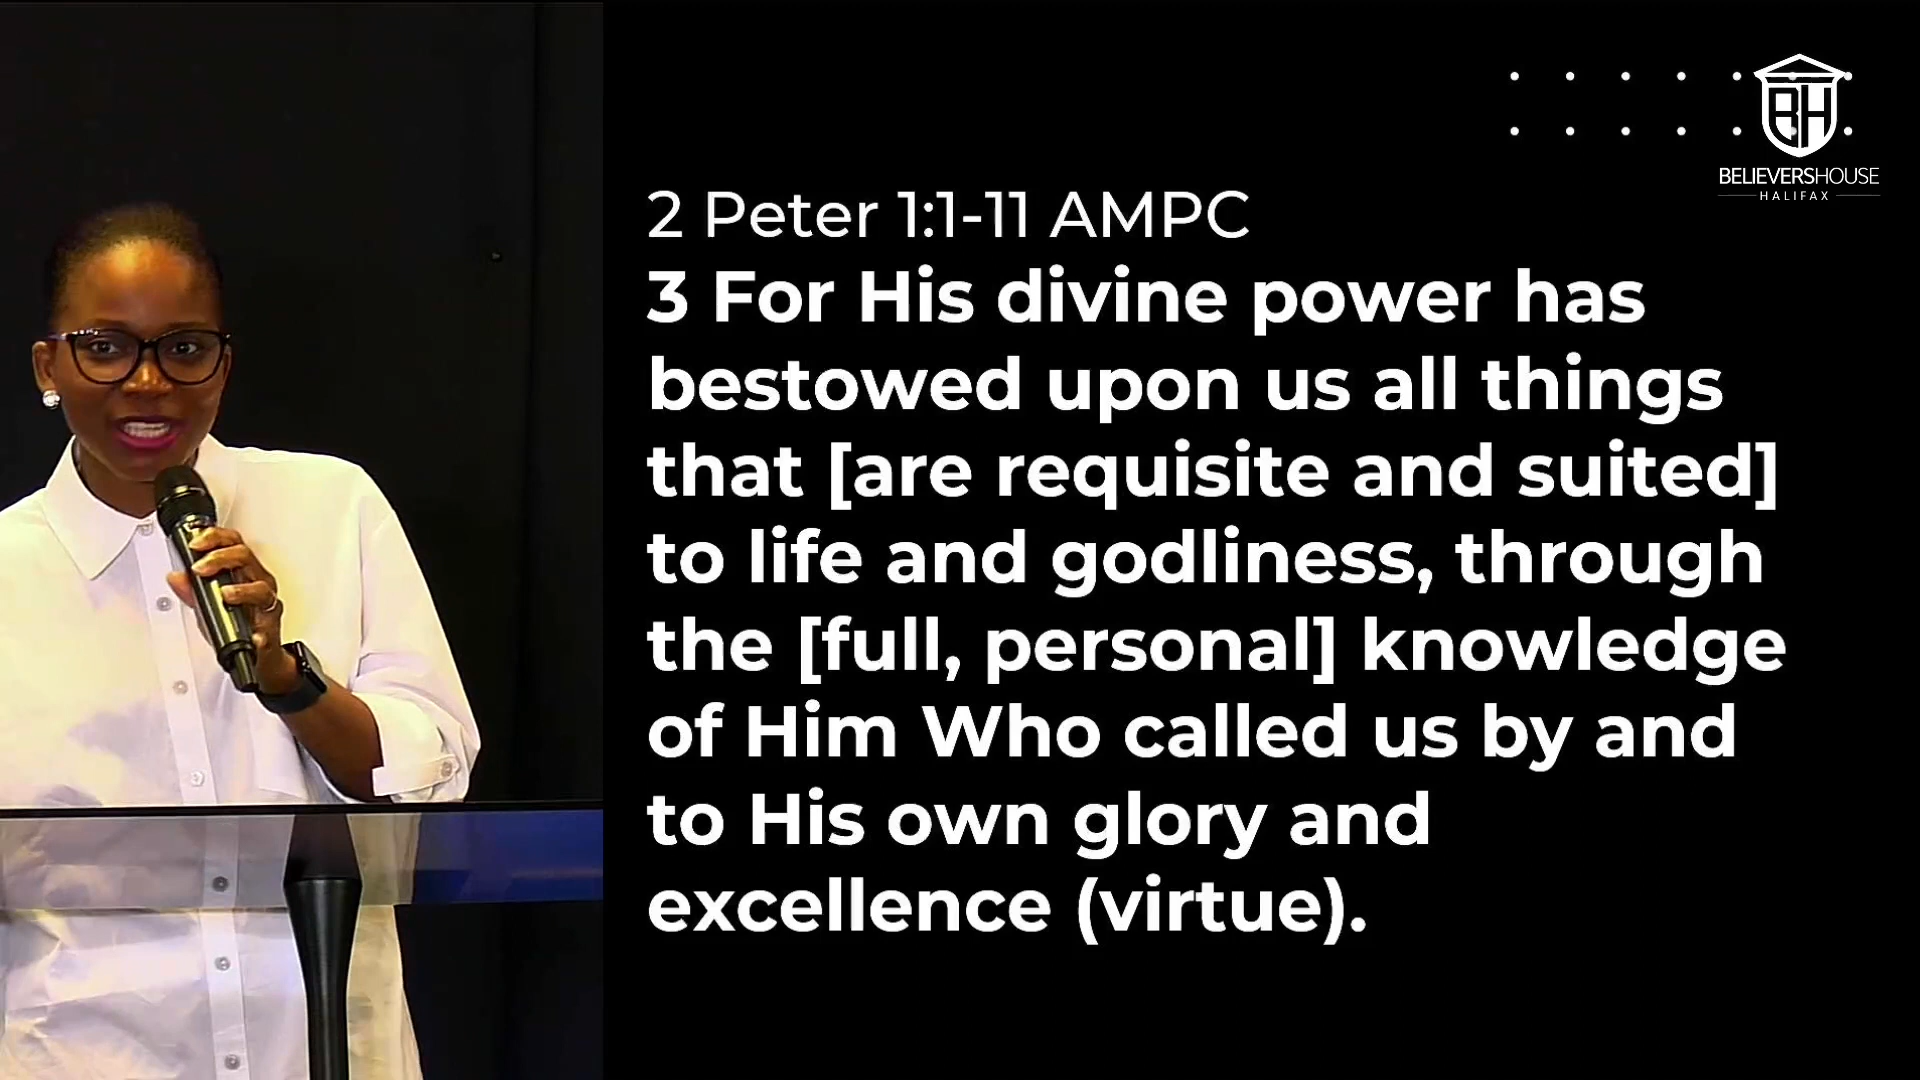 BH
BELIEVERSHOUSE
HALIFAX
2 Peter 1:1-11 AMPC
3 For His divine power has
bestowed upon us all things
that [are requisite and suited]
to life and godliness, through
the [full, personal] knowledge
of Him Who called us by and
to His own glory and
excellence (virtue).